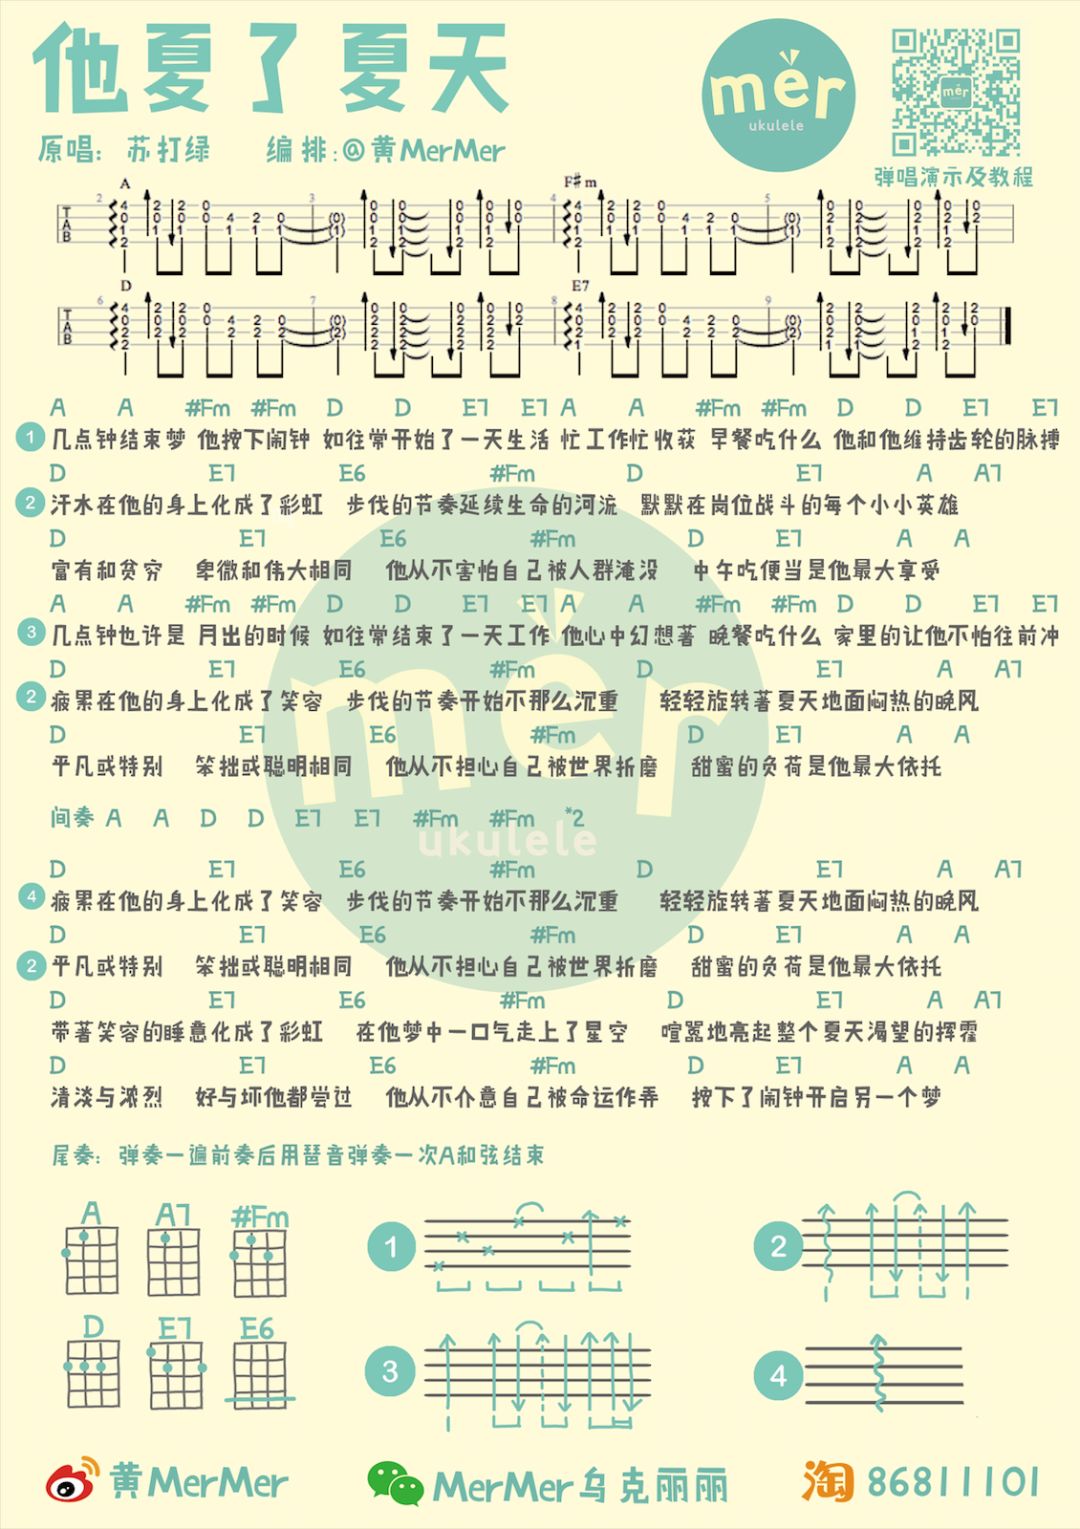 他夏了夏天
原唱: 苏打绿 编排:@黄MerMer
mer
ukulele
mer
弹唱演示及教程
A F#m
2 3 4 5
TAB
D E7
6 7 8 9
TAB
A A #Fm #Fm D D E7 E7 A A #Fm #Fm D D E7 E7
1 几点钟结束梦 他按下闹钟 如往常开始了一天生活 忙工作忙收获 早餐吃什么 他和他维持齿轮的脉搏
D E7 E6 #Fm D E7 A A7
2 汗水在他的身上化成了彩虹 步伐的节奏延续生命的河流 默默在岗位战斗的每个小小英雄
D E7 E6 #Fm D E7 A A
富有和贫穷 卑微和伟大相同 他从不害怕自己被人群淹没 中午吃便当是他最大享受
A A #Fm #Fm D D E7 E7 A A #Fm #Fm D D E7 E7
3 几点钟也许是 月出的时候 如往常结束了一天工作 他心中幻想著 晚餐吃什么 家里的让他不怕往前冲
D E7 E6 #Fm D E7 A A7
2 疲累在他的身上化成了笑容 步伐的节奏开始不那么沉重 轻轻旋转著夏天地面闷热的晚风
D E7 E6 #Fm D E7 A A
平凡或特别 笨拙或聪明相同 他从不担心自己被世界折磨 甜蜜的负荷是他最大依托
间奏 A A D D E7 E7 #Fm #Fm *2
mer
ukulele
D E7 E6 #Fm D E7 A A7
4 疲累在他的身上化成了笑容 步伐的节奏开始不那么沉重 轻轻旋转著夏天地面闷热的晚风
D E7 E6 #Fm D E7 A A
2 平凡或特别 笨拙或聪明相同 他从不担心自己被世界折磨 甜蜜的负荷是他最大依托
D E7 E6 #Fm D E7 A A7
带著笑容的睡意化成了彩虹 在他梦中一口气走上了星空 喧嚣地亮起整个夏天渴望的挥霍
D E7 E6 #Fm D E7 A A
清淡与浓烈 好与坏他都尝过 他从不介意自己被命运作弄 按下了闹钟开启另一个梦
尾奏: 弹奏一遍前奏后用琶音弹奏一次A和弦结束
A A7 #Fm
1 2
D E7 E6
3 4
黄MerMer MerMer乌克丽丽 淘 86811101